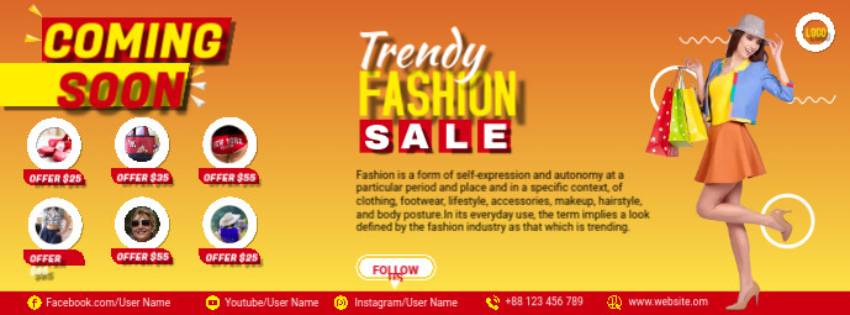 COMING
SOON
OFFER $25
OFFER $35
NEW YORK
OFFER $55
OFFER
OFFER $55
OFFER $25
Trendy
FASHION
SALE
Fashion is a form of self-expression and autonomy at a
particular period and place and in a specific context, of
clothing, footwear, lifestyle, accessories, makeup, hairstyle,
and body posture.In its everyday use, the term implies a look
defined by the fashion industry as that which is trending.
FOLLOW
us
LOGO
Facebook.com/User Name
Youtube/User Name
Instagram/User Name
+88 123 456 789
www.website.om